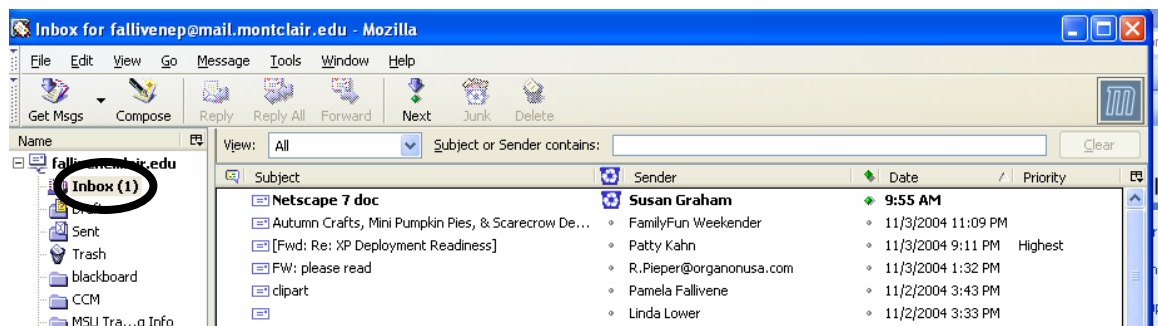 Inbox for fallivenep@mail.montclair.edu - Mozilla
File Edit View Go Message Tools Window Help
Get Msgs Compose Reply Reply All Forward Next Junk Delete
Name View: All Subject or Sender contains: Clear
Subject Sender Date / Priority
Inbox (1) Netscape 7 doc Susan Graham 9:55 AM
Autumn Crafts, Mini Pumpkin Pies, & Scarecrow De... FamilyFun Weekender 11/3/2004 11:09 PM
Sent [Fwd: Re: XP Deployment Readiness] Patty Kahn 11/3/2004 9:11 PM Highest
Trash FW: please read R.Pieper@organonusa.com 11/3/2004 1:32 PM
blackboard clipart Pamela Fallivene 11/2/2004 3:43 PM
CCM Linda Lower 11/2/2004 3:33 PM
MSU Tra...g Info